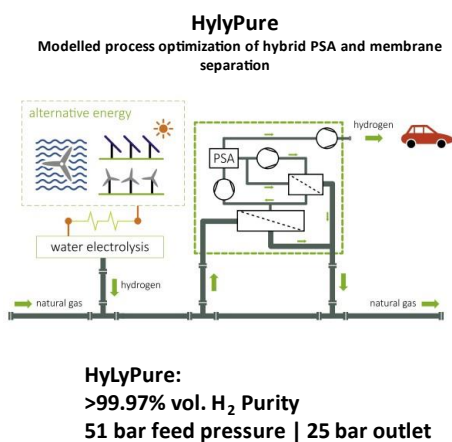 HylyPure
Modelled process optimization of hybrid PSA and membrane
separation
alternative energy
hydrogen
PSA
water electrolysis
hydrogen
natural gas
natural gas
HyLyPure:
>99.97% vol. H₂ Purity
51 bar feed pressure | 25 bar outlet